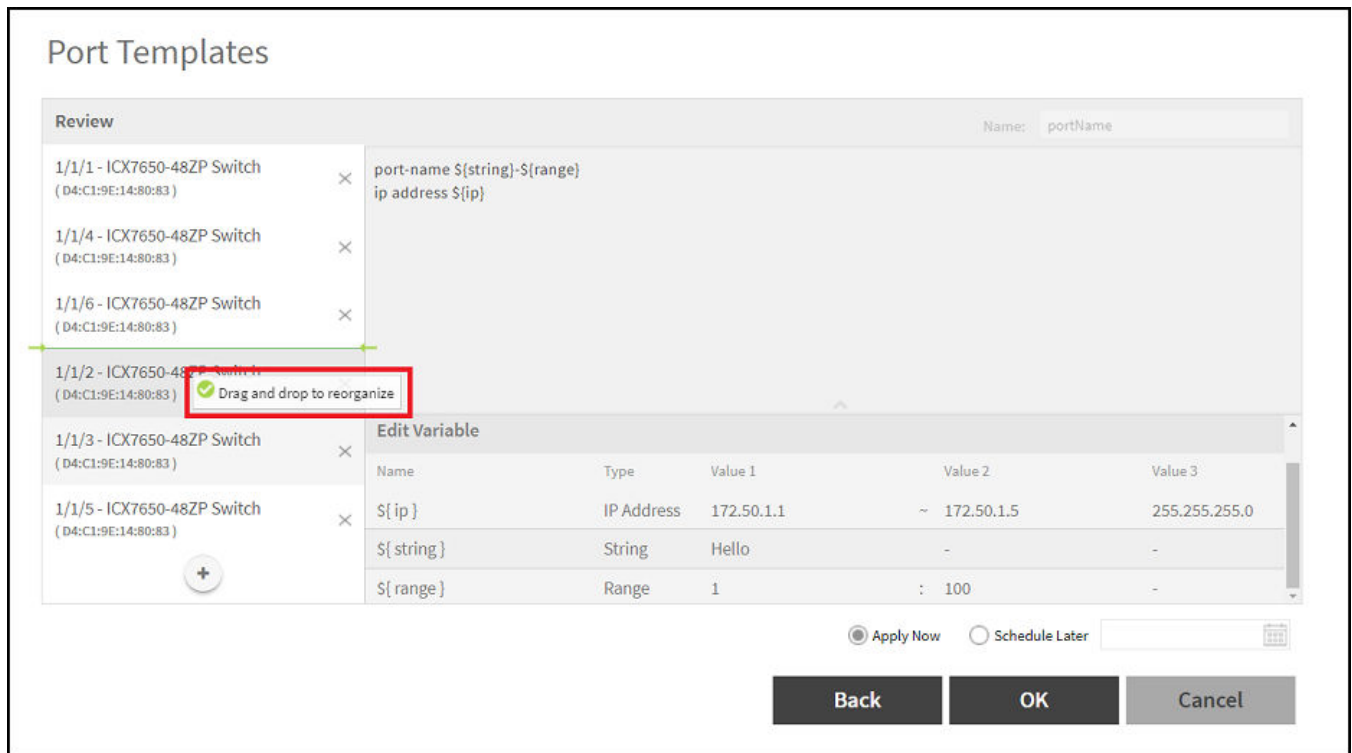 Port Templates
Review
Name: portName
1/1/1 - ICX7650-48ZP Switch
( D4:C1:9E:14:80:83 )
1/1/4 - ICX7650-48ZP Switch
( D4:C1:9E:14:80:83 )
1/1/6 - ICX7650-48ZP Switch
( D4:C1:9E:14:80:83 )
1/1/2 - ICX7650-48ZP Switch
( D4:C1:9E:14:80:83 )
Drag and drop to reorganize
1/1/3 - ICX7650-48ZP Switch
( D4:C1:9E:14:80:83 )
1/1/5 - ICX7650-48ZP Switch
( D4:C1:9E:14:80:83 )
+
port-name ${string}-${range}
ip address ${ip}
Edit Variable
Name Type Value 1 Value 2 Value 3
${ ip } IP Address 172.50.1.1 ~ 172.50.1.5 255.255.255.0
${ string } String Hello - -
${ range } Range 1 : 100 -
Apply Now Schedule Later
Back OK Cancel